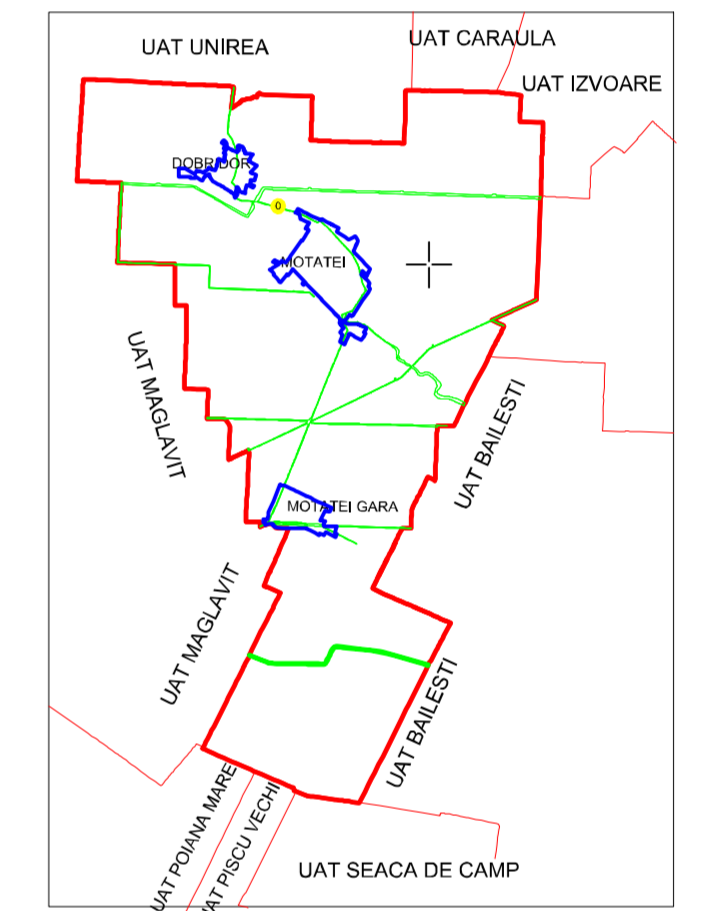 UAT CARAULA
UAT UNIREA
UAT IZVOARE
DOBRIDOR
0
MOTATEI
UAT MAGLAVIT
UAT BAILESTI
MOTATEI GARA
UAT MAGLAVIT
UAT BAILESTI
UAT POIANA MARE
UAT PISCU VECHI
UAT SEACA DE CAMP